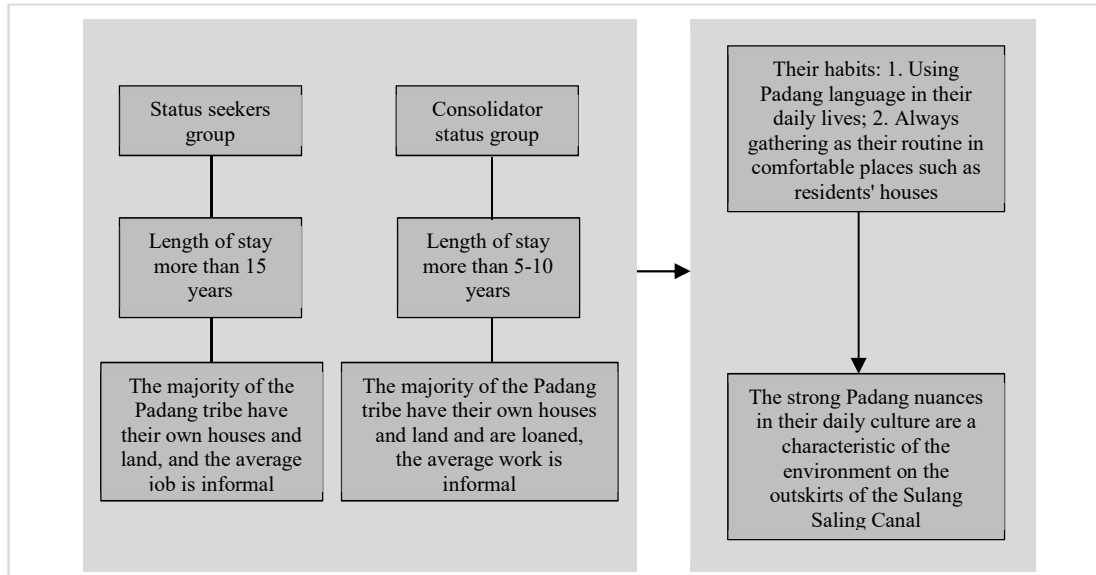 Status seekers
group
Length of stay
more than 15
years
The majority of the
Padang tribe have
their own houses and
land, and the average
job is informal
Consolidator
status group
Length of stay
more than 5-10
years
The majority of the Padang
tribe have their own houses
and land and are loaned,
the average work is
informal
Their habits: 1. Using
Padang language in their
daily lives; 2. Always
gathering as their routine in
comfortable places such as
residents' houses
The strong Padang nuances
in their daily culture are a
characteristic of the
environment on the
outskirts of the Sulang
Saling Canal